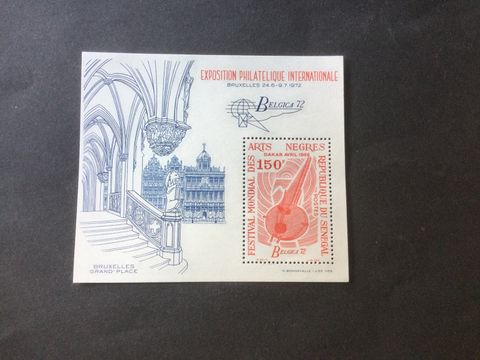 EXPOSITION PHILATELIQUE INTERNATIONALE
BRUXELLES 24.6-9.7.1972
BELGICA 72
FESTIVAL MONDIAL DES
ARTS NEGRES
DAKAR AVRIL 1966
150F
REPUBLIQUE DU SENEGAL
POSTES
BELGICA 72
BRUXELLES
GRAND'PLACE